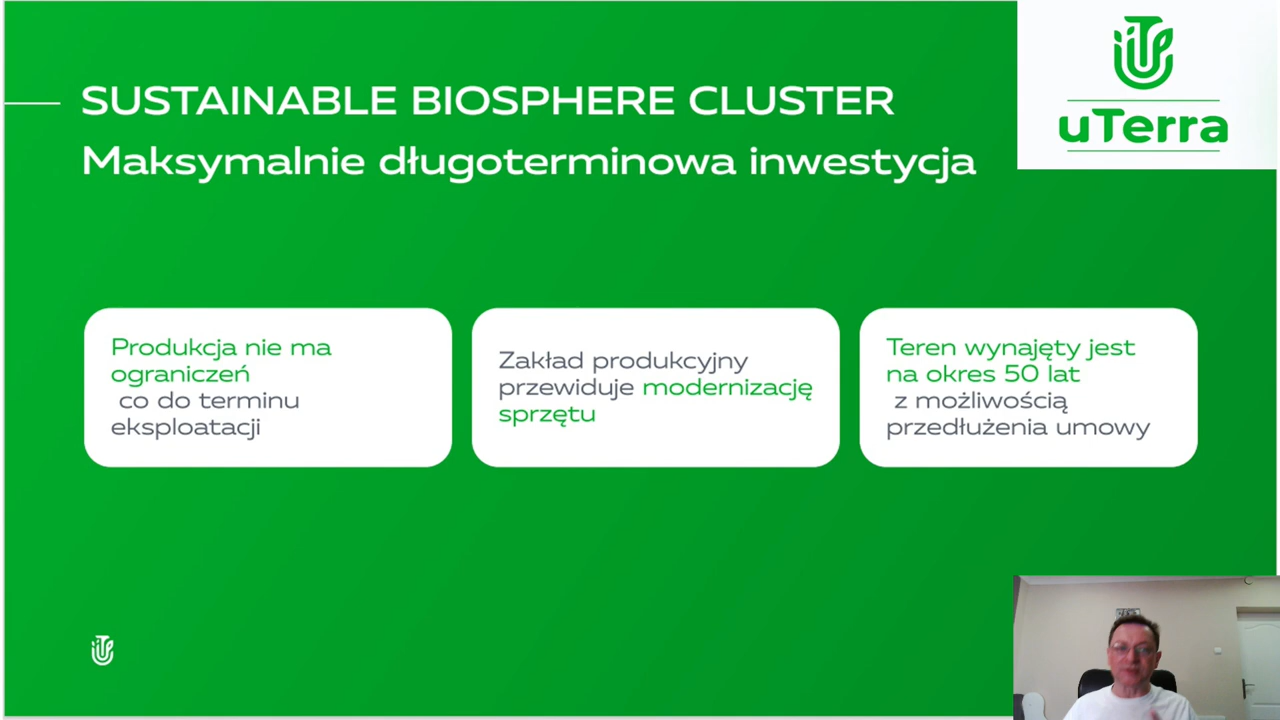 SUSTAINABLE BIOSPHERE CLUSTER
Maksymalnie długoterminowa inwestycja
uTerra
Produkcja nie ma
ograniczeń
co do terminu
eksploatacji
Zakład produkcyjny
przewiduje modernizację
sprzętu
Teren wynajęty jest
na okres 50 lat
z możliwością
przedłużenia umowy